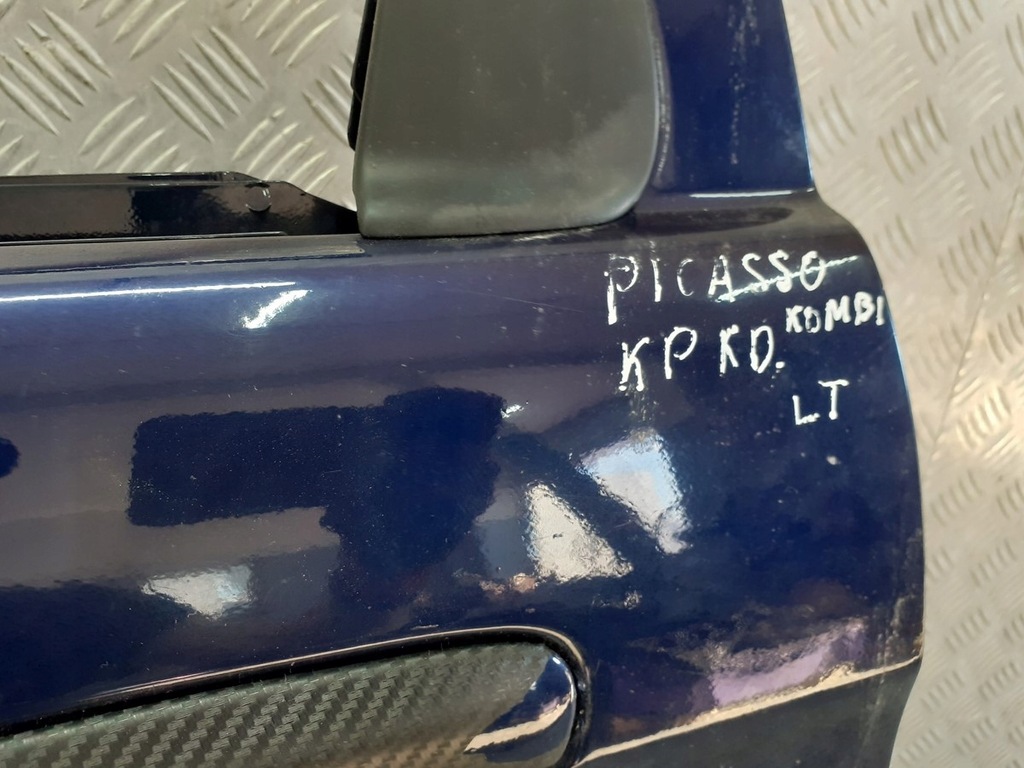 PICASSO
KOMBI
KP KD.
LT